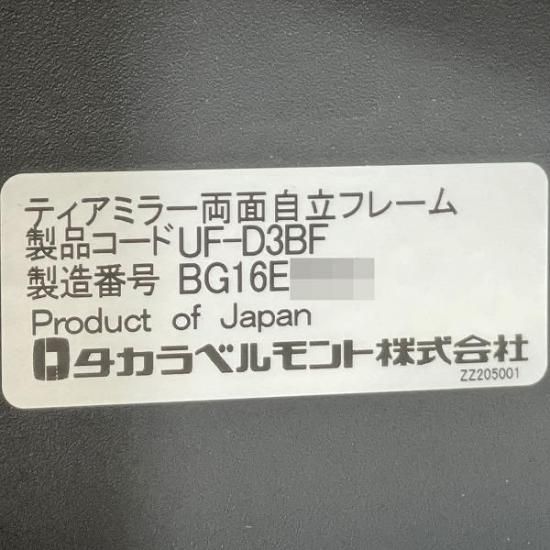 ティアミラー両面自立フレーム
製品コードUF-D3BF
製造番号 BG16E
Product of Japan
タカラベルモント株式会社
ZZ205001